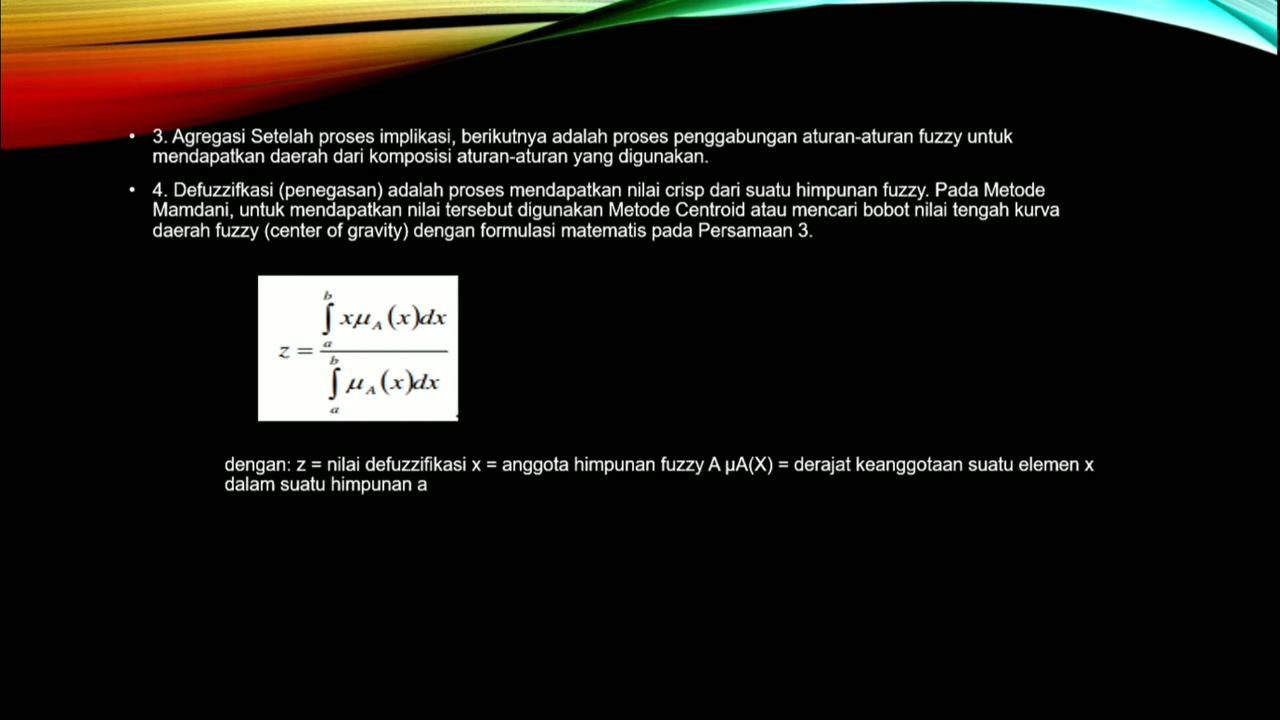 • 3. Agregasi Setelah proses implikasi, berikutnya adalah proses penggabungan aturan-aturan fuzzy untuk
mendapatkan daerah dari komposisi aturan-aturan yang digunakan.
• 4. Defuzzifkasi (penegasan) adalah proses mendapatkan nilai crisp dari suatu himpunan fuzzy. Pada Metode
Mamdani, untuk mendapatkan nilai tersebut digunakan Metode Centroid atau mencari bobot nilai tengah kurva
daerah fuzzy (center of gravity) dengan formulasi matematis pada Persamaan 3.
b
∫ xμ_A(x)dx
a
z =
b
∫ μ_A(x)dx
a
dengan: z = nilai defuzzifikasi x = anggota himpunan fuzzy A μA(X) = derajat keanggotaan suatu elemen x
dalam suatu himpunan a